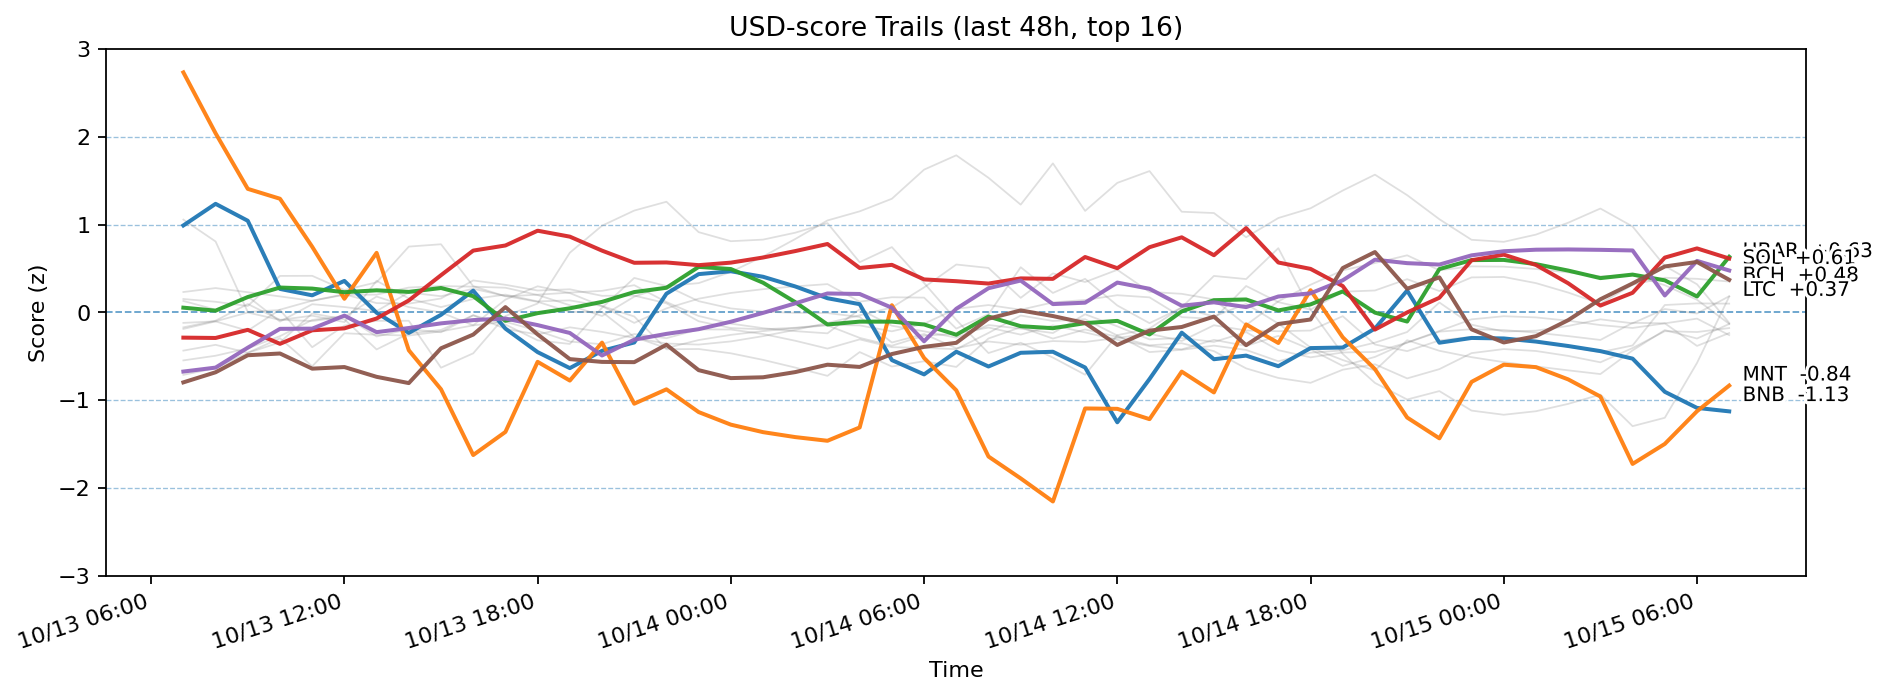 USD-score Trails (last 48h, top 16)
Score (z)
3
2
1
0
−1
−2
−3
SOL +0.61
BCH +0.48
LTC +0.37
MNT -0.84
BNB -1.13
10/13 06:00
10/13 12:00
10/13 18:00
10/14 00:00
10/14 06:00
10/14 12:00
10/14 18:00
10/15 00:00
10/15 06:00
Time